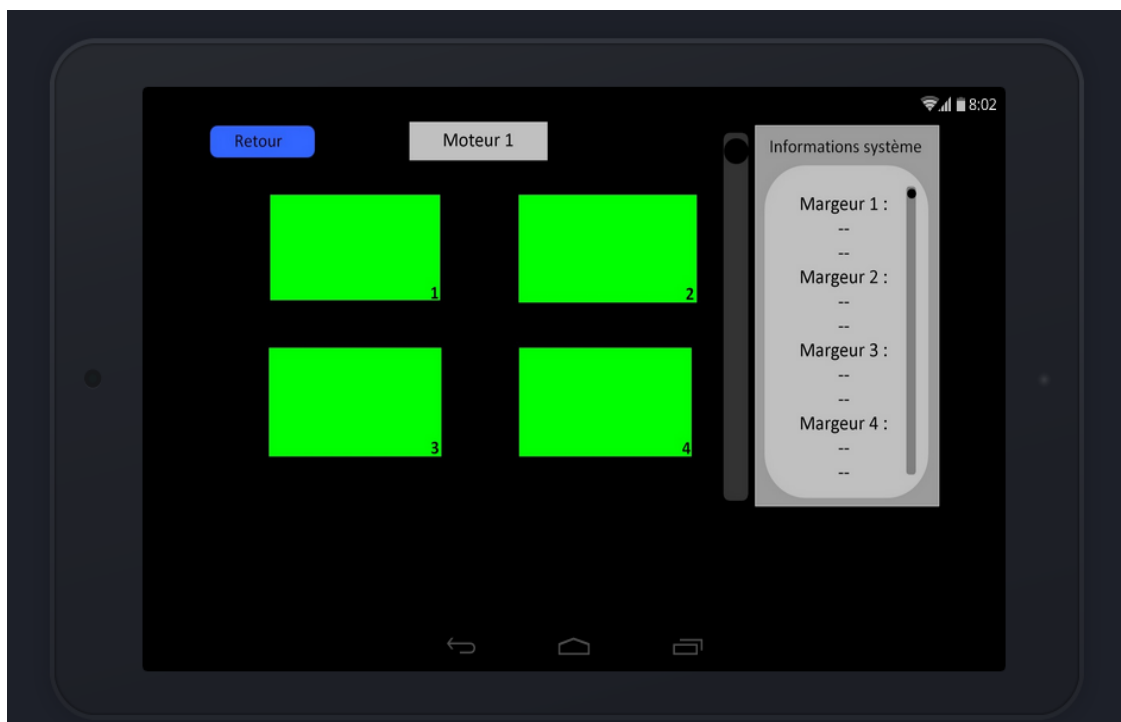 8:02
Retour
Moteur 1
1
2
3
4
Informations système
Margeur 1 :
--
--
Margeur 2 :
--
--
Margeur 3 :
--
--
Margeur 4 :
--
--